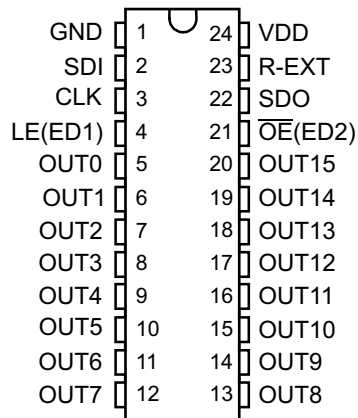 GND 1 24 VDD
SDI 2 23 R-EXT
CLK 3 22 SDO
LE(ED1) 4 21 O̅E̅(ED2)
OUT0 5 20 OUT15
OUT1 6 19 OUT14
OUT2 7 18 OUT13
OUT3 8 17 OUT12
OUT4 9 16 OUT11
OUT5 10 15 OUT10
OUT6 11 14 OUT9
OUT7 12 13 OUT8